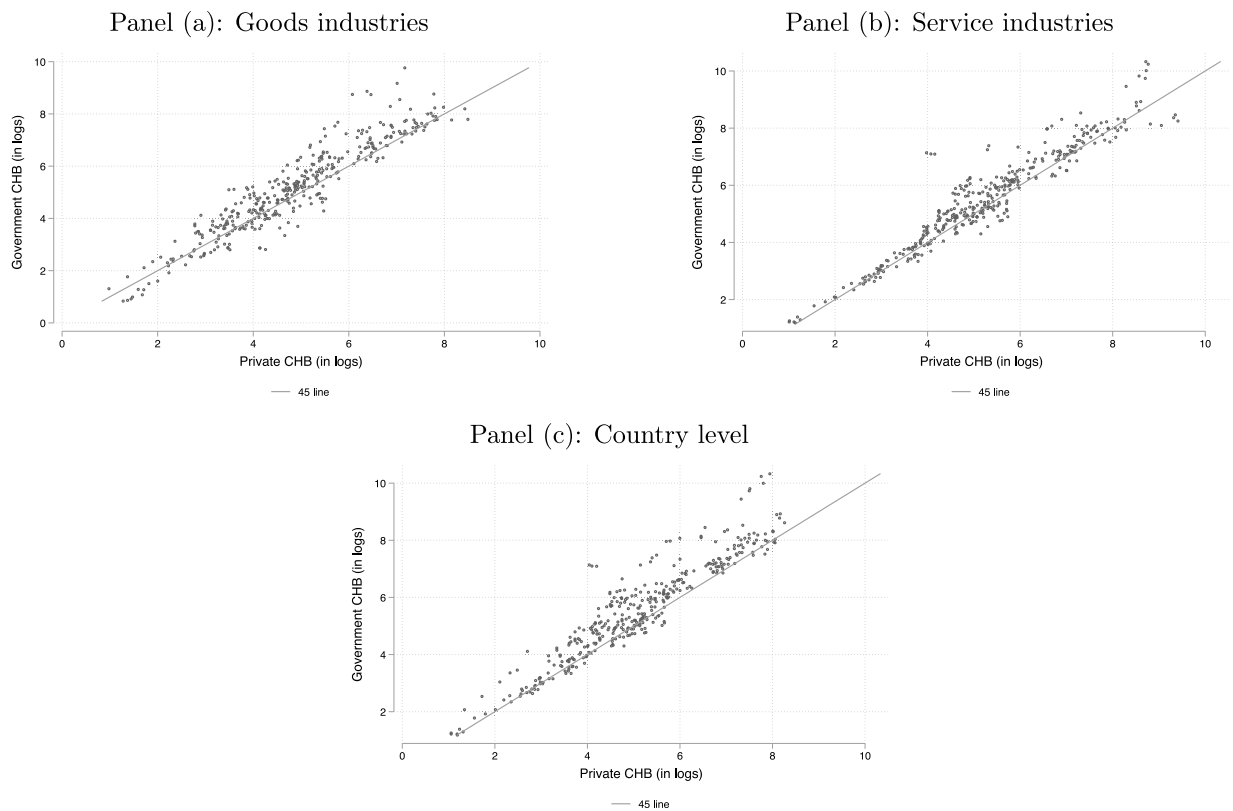 Panel (a): Goods industries
Government CHB (in logs)
10
8
6
4
2
0
0 2 4 6 8 10
Private CHB (in logs)
45 line
Panel (b): Service industries
Government CHB (in logs)
10
8
6
4
2
0 2 4 6 8 10
Private CHB (in logs)
45 line
Panel (c): Country level
Government CHB (in logs)
10
8
6
4
2
0 2 4 6 8 10
Private CHB (in logs)
45 line